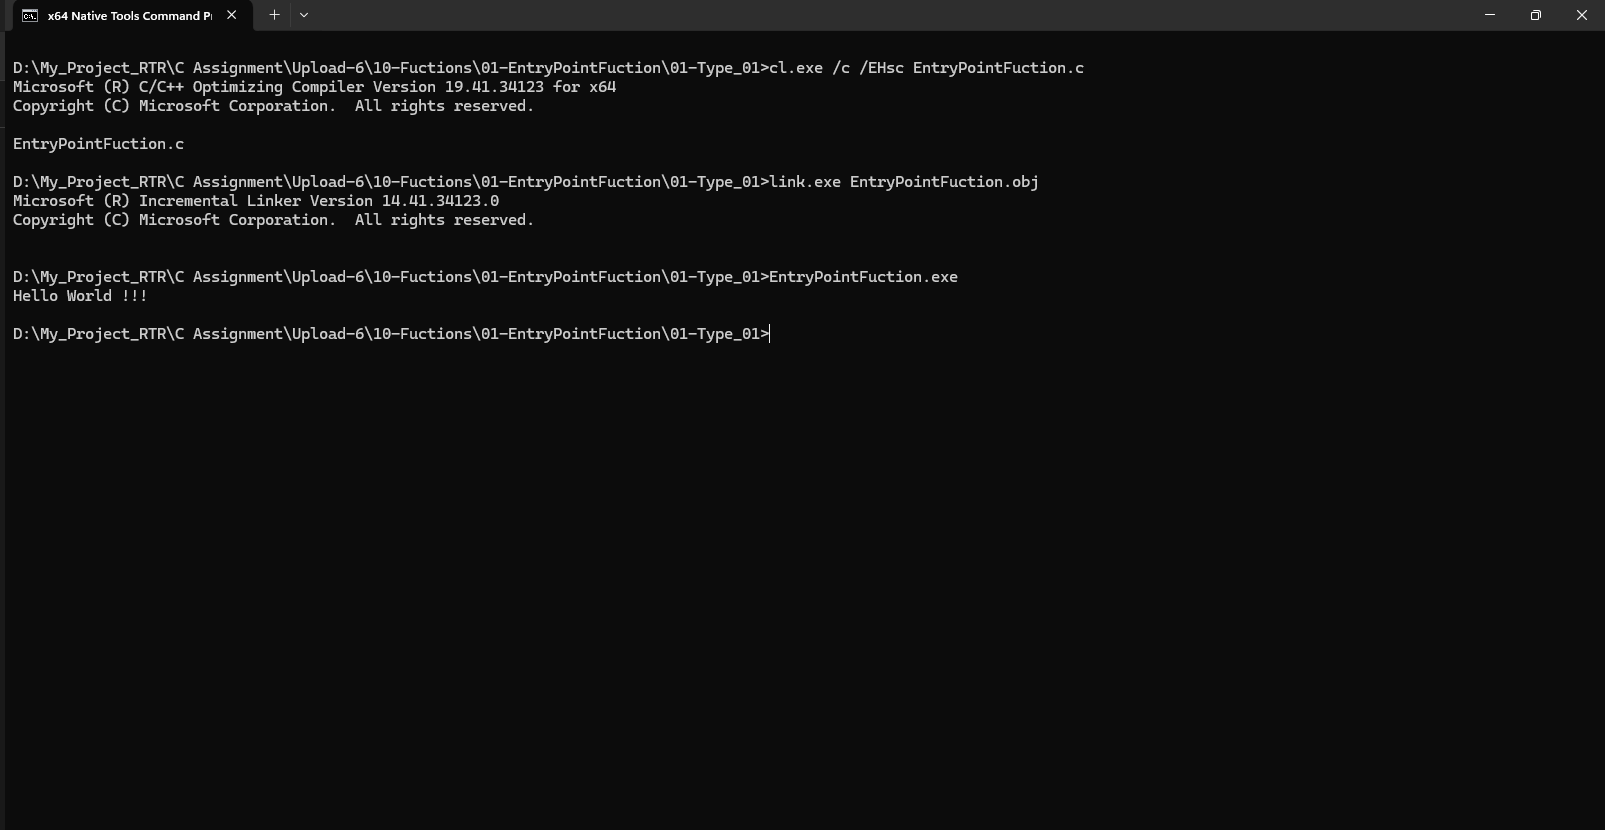 x64 Native Tools Command P
D:\My_Project_RTR\C Assignment\Upload-6\10-Fuctions\01-EntryPointFuction\01-Type_01>cl.exe /c /EHsc EntryPointFuction.c
Microsoft (R) C/C++ Optimizing Compiler Version 19.41.34123 for x64
Copyright (C) Microsoft Corporation.  All rights reserved.
EntryPointFuction.c
D:\My_Project_RTR\C Assignment\Upload-6\10-Fuctions\01-EntryPointFuction\01-Type_01>link.exe EntryPointFuction.obj
Microsoft (R) Incremental Linker Version 14.41.34123.0
Copyright (C) Microsoft Corporation.  All rights reserved.
D:\My_Project_RTR\C Assignment\Upload-6\10-Fuctions\01-EntryPointFuction\01-Type_01>EntryPointFuction.exe
Hello World !!!
D:\My_Project_RTR\C Assignment\Upload-6\10-Fuctions\01-EntryPointFuction\01-Type_01>